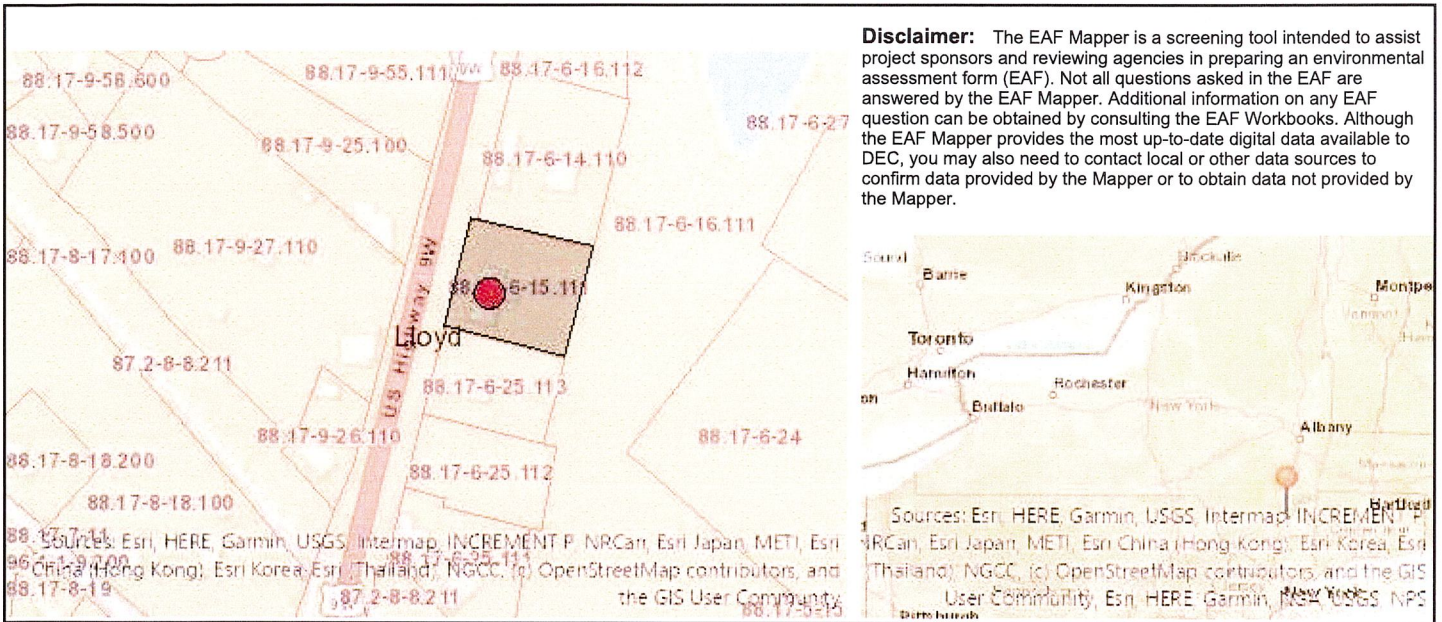 Disclaimer: The EAF Mapper is a screening tool intended to assist
project sponsors and reviewing agencies in preparing an environmental
assessment form (EAF). Not all questions asked in the EAF are
answered by the EAF Mapper. Additional information on any EAF
question can be obtained by consulting the EAF Workbooks. Although
the EAF Mapper provides the most up-to-date digital data available to
DEC, you may also need to contact local or other data sources to
confirm data provided by the Mapper or to obtain data not provided by
the Mapper.
88.17-9-58.600
88.17-9-55.111
9W
88.17-6-16.112
88.17-9-58.500
88.17-6-27
88.17-9-25.100
88.17-6-14.110
88.17-6-16.111
88.17-8-17.100
88.17-9-27.110
US Highway 9W
6-15.111
Lloyd
87.2-8-8.211
88.17-6-25.113
88.17-9-26.110
88.17-6-24
88.17-8-18.200
88.17-6-25.112
88.17-8-18.100
Sources: Esri, HERE, Garmin, USGS, Intermap, INCREMENT P, NRCan, Esri Japan, METI, Esri
China (Hong Kong), Esri Korea, Esri (Thailand), NGCC, (c) OpenStreetMap contributors, and
the GIS User Community
88.17-6-25.111
88.17-8-19
87.2-8-8.211
Barrie
Kingston
Montpe
Vermont
Toronto
Hamilton
Rochester
Buffalo
New York
Albany
Hartford
Sources: Esri, HERE, Garmin, USGS, Intermap, INCREMENT P,
NRCan, Esri Japan, METI, Esri China (Hong Kong), Esri Korea, Esri
(Thailand), NGCC, (c) OpenStreetMap contributors, and the GIS
User Community, Esri, HERE, Garmin, NGA, USGS, NPS
New York
Pittsburgh